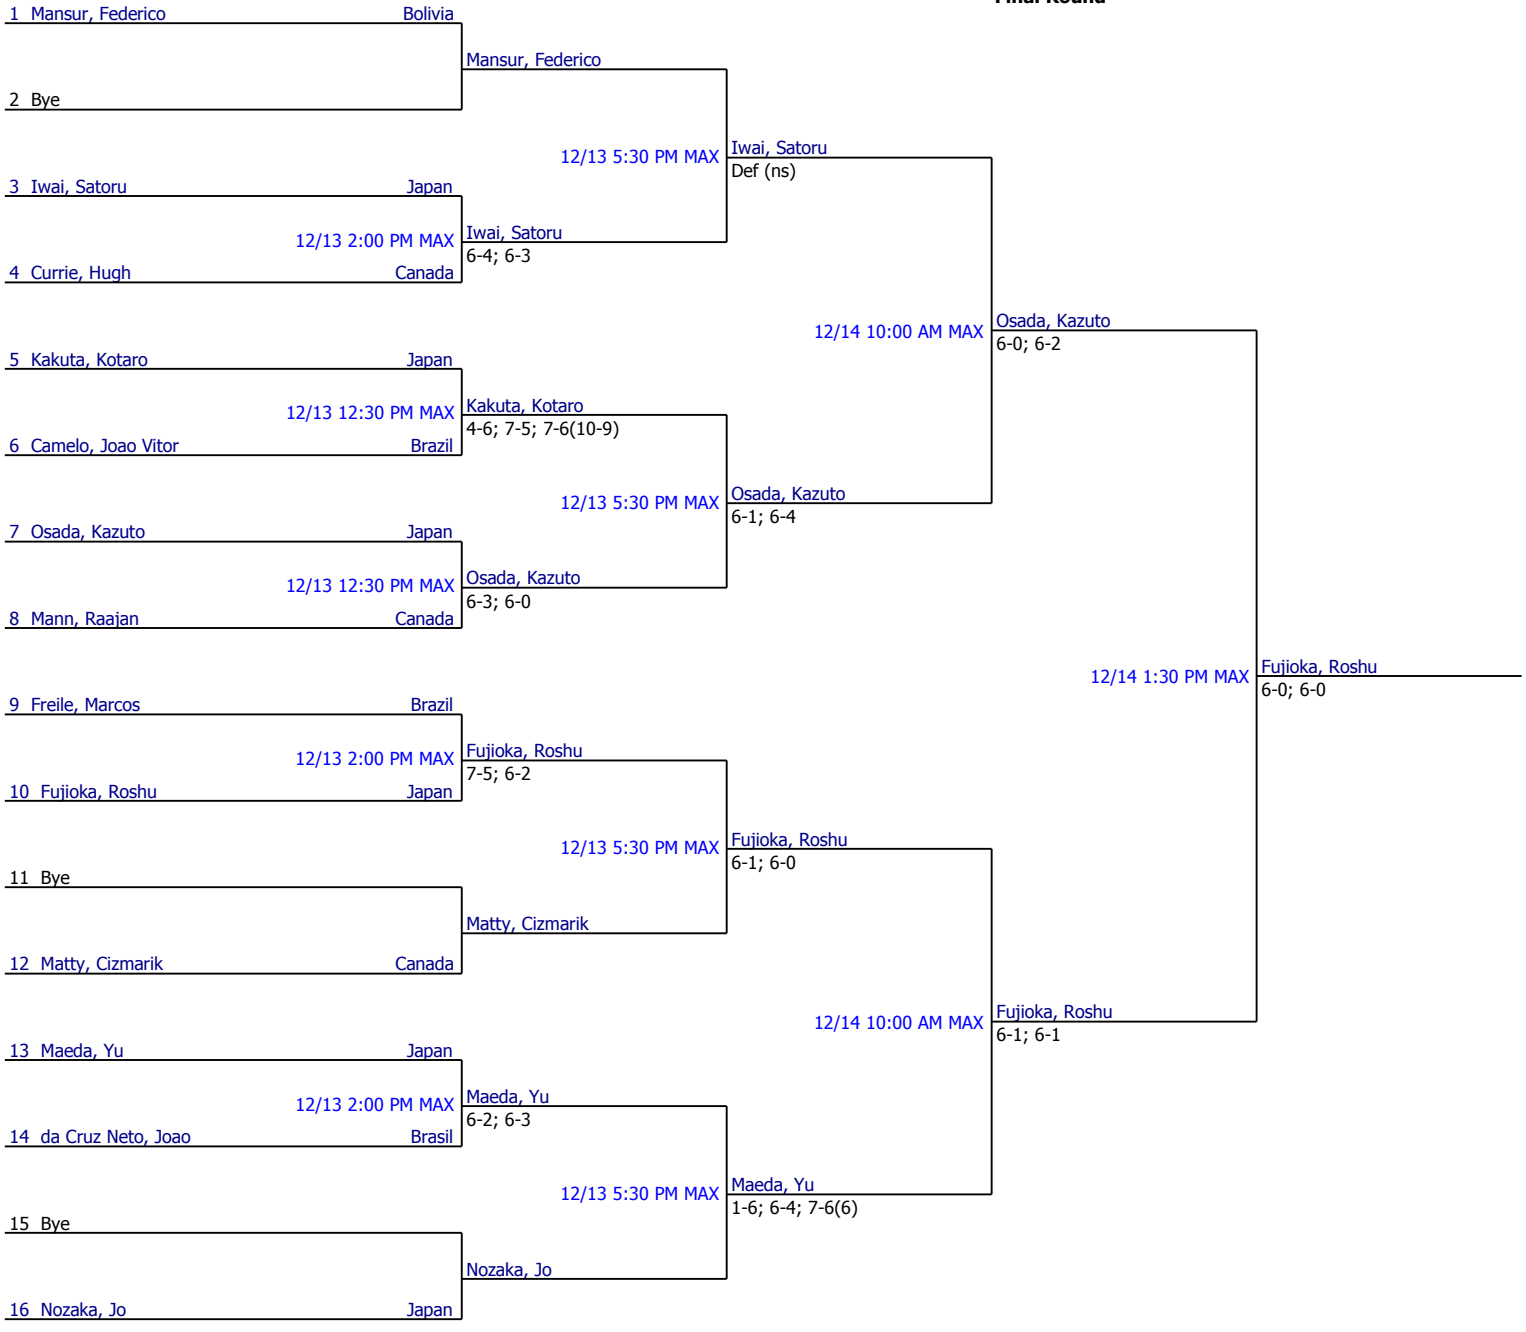 Final Round
1 Mansur, Federico Bolivia
Mansur, Federico
2 Bye
12/13 5:30 PM MAX Iwai, Satoru
Def (ns)
3 Iwai, Satoru Japan
12/13 2:00 PM MAX Iwai, Satoru
6-4; 6-3
4 Currie, Hugh Canada
12/14 10:00 AM MAX Osada, Kazuto
6-0; 6-2
5 Kakuta, Kotaro Japan
12/13 12:30 PM MAX Kakuta, Kotaro
4-6; 7-5; 7-6(10-9)
6 Camelo, Joao Vitor Brazil
12/13 5:30 PM MAX Osada, Kazuto
6-1; 6-4
7 Osada, Kazuto Japan
12/13 12:30 PM MAX Osada, Kazuto
6-3; 6-0
8 Mann, Raajan Canada
12/14 1:30 PM MAX Fujioka, Roshu
6-0; 6-0
9 Freile, Marcos Brazil
12/13 2:00 PM MAX Fujioka, Roshu
7-5; 6-2
10 Fujioka, Roshu Japan
12/13 5:30 PM MAX Fujioka, Roshu
6-1; 6-0
11 Bye
Matty, Cizmarik
12 Matty, Cizmarik Canada
12/14 10:00 AM MAX Fujioka, Roshu
6-1; 6-1
13 Maeda, Yu Japan
12/13 2:00 PM MAX Maeda, Yu
6-2; 6-3
14 da Cruz Neto, Joao Brasil
12/13 5:30 PM MAX Maeda, Yu
1-6; 6-4; 7-6(6)
15 Bye
Nozaka, Jo
16 Nozaka, Jo Japan